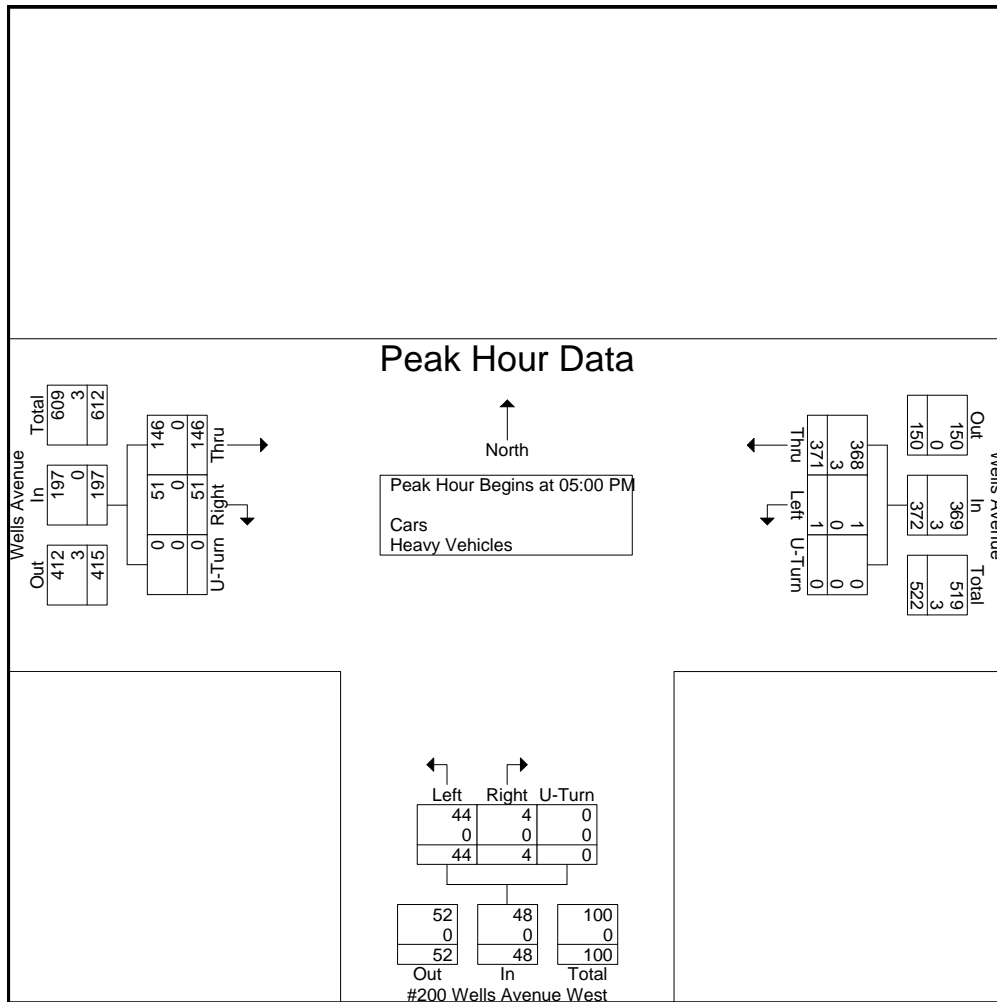 Peak Hour Data
North
Peak Hour Begins at 05:00 PM
Cars
Heavy Vehicles
Wells Avenue
Out In Total
412 197 609
3 0 3
415 197 612
U-Turn Right Thru
0 51 146
0 0 0
0 51 146
Wells Avenue
Out In Total
150 369 519
0 3 3
150 372 522
Thru Left U-Turn
368 1 0
3 0 0
371 1 0
Left Right U-Turn
44 4 0
0 0 0
44 4 0
52 48 100
0 0 0
52 48 100
Out In Total
#200 Wells Avenue West